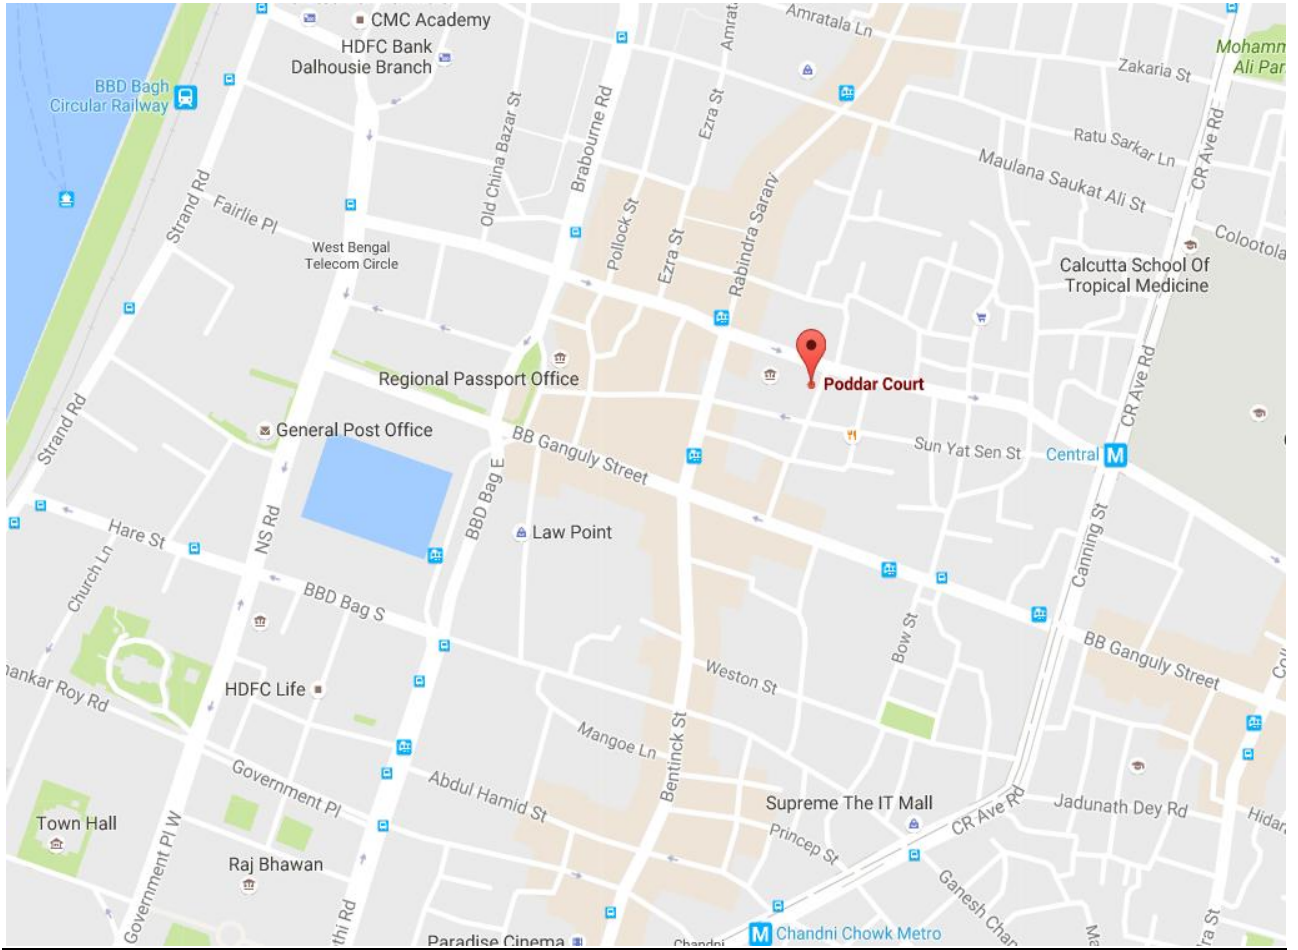 CMC Academy
HDFC Bank
Dalhousie Branch
Amratala Ln
Zakaria St
BBD Bagh
Circular Railway
Ezra St
Old China Bazar St
Brabourne Rd
Ratu Sarkar Ln
CR Ave Rd
Maulana Saukat Ali St
Strand Rd
Fairlie Pl
Pollock St
Ezra St
Rabindra Sarani
West Bengal
Telecom Circle
Calcutta School Of
Tropical Medicine
Regional Passport Office
Poddar Court
CR Ave Rd
Strand Rd
General Post Office
BB Ganguly Street
Sun Yat Sen St
Central M
BBD Bag E
NS Rd
Hare St
Law Point
Canning St
Church Ln
BBD Bag S
Bow St
BB Ganguly Street
HDFC Life
Weston St
ankar Roy Rd
Mangoe Ln
Bentinck St
Government Pl
Abdul Hamid St
Supreme The IT Mall
CR Ave Rd
Jadunath Dey Rd
Town Hall
Princep St
Raj Bhawan
Government Pl W
thi Rd
Ganesh Chan
Paradise Cinema
M Chandni Chowk Metro